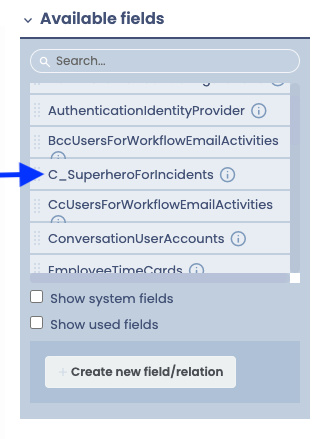 Available fields
Search...
AuthenticationIdentityProvider
BccUsersForWorkflowEmailActivities
C_SuperheroForIncidents
CcUsersForWorkflowEmailActivities
ConversationUserAccounts
EmployeeTimeCards
Show system fields
Show used fields
+ Create new field/relation